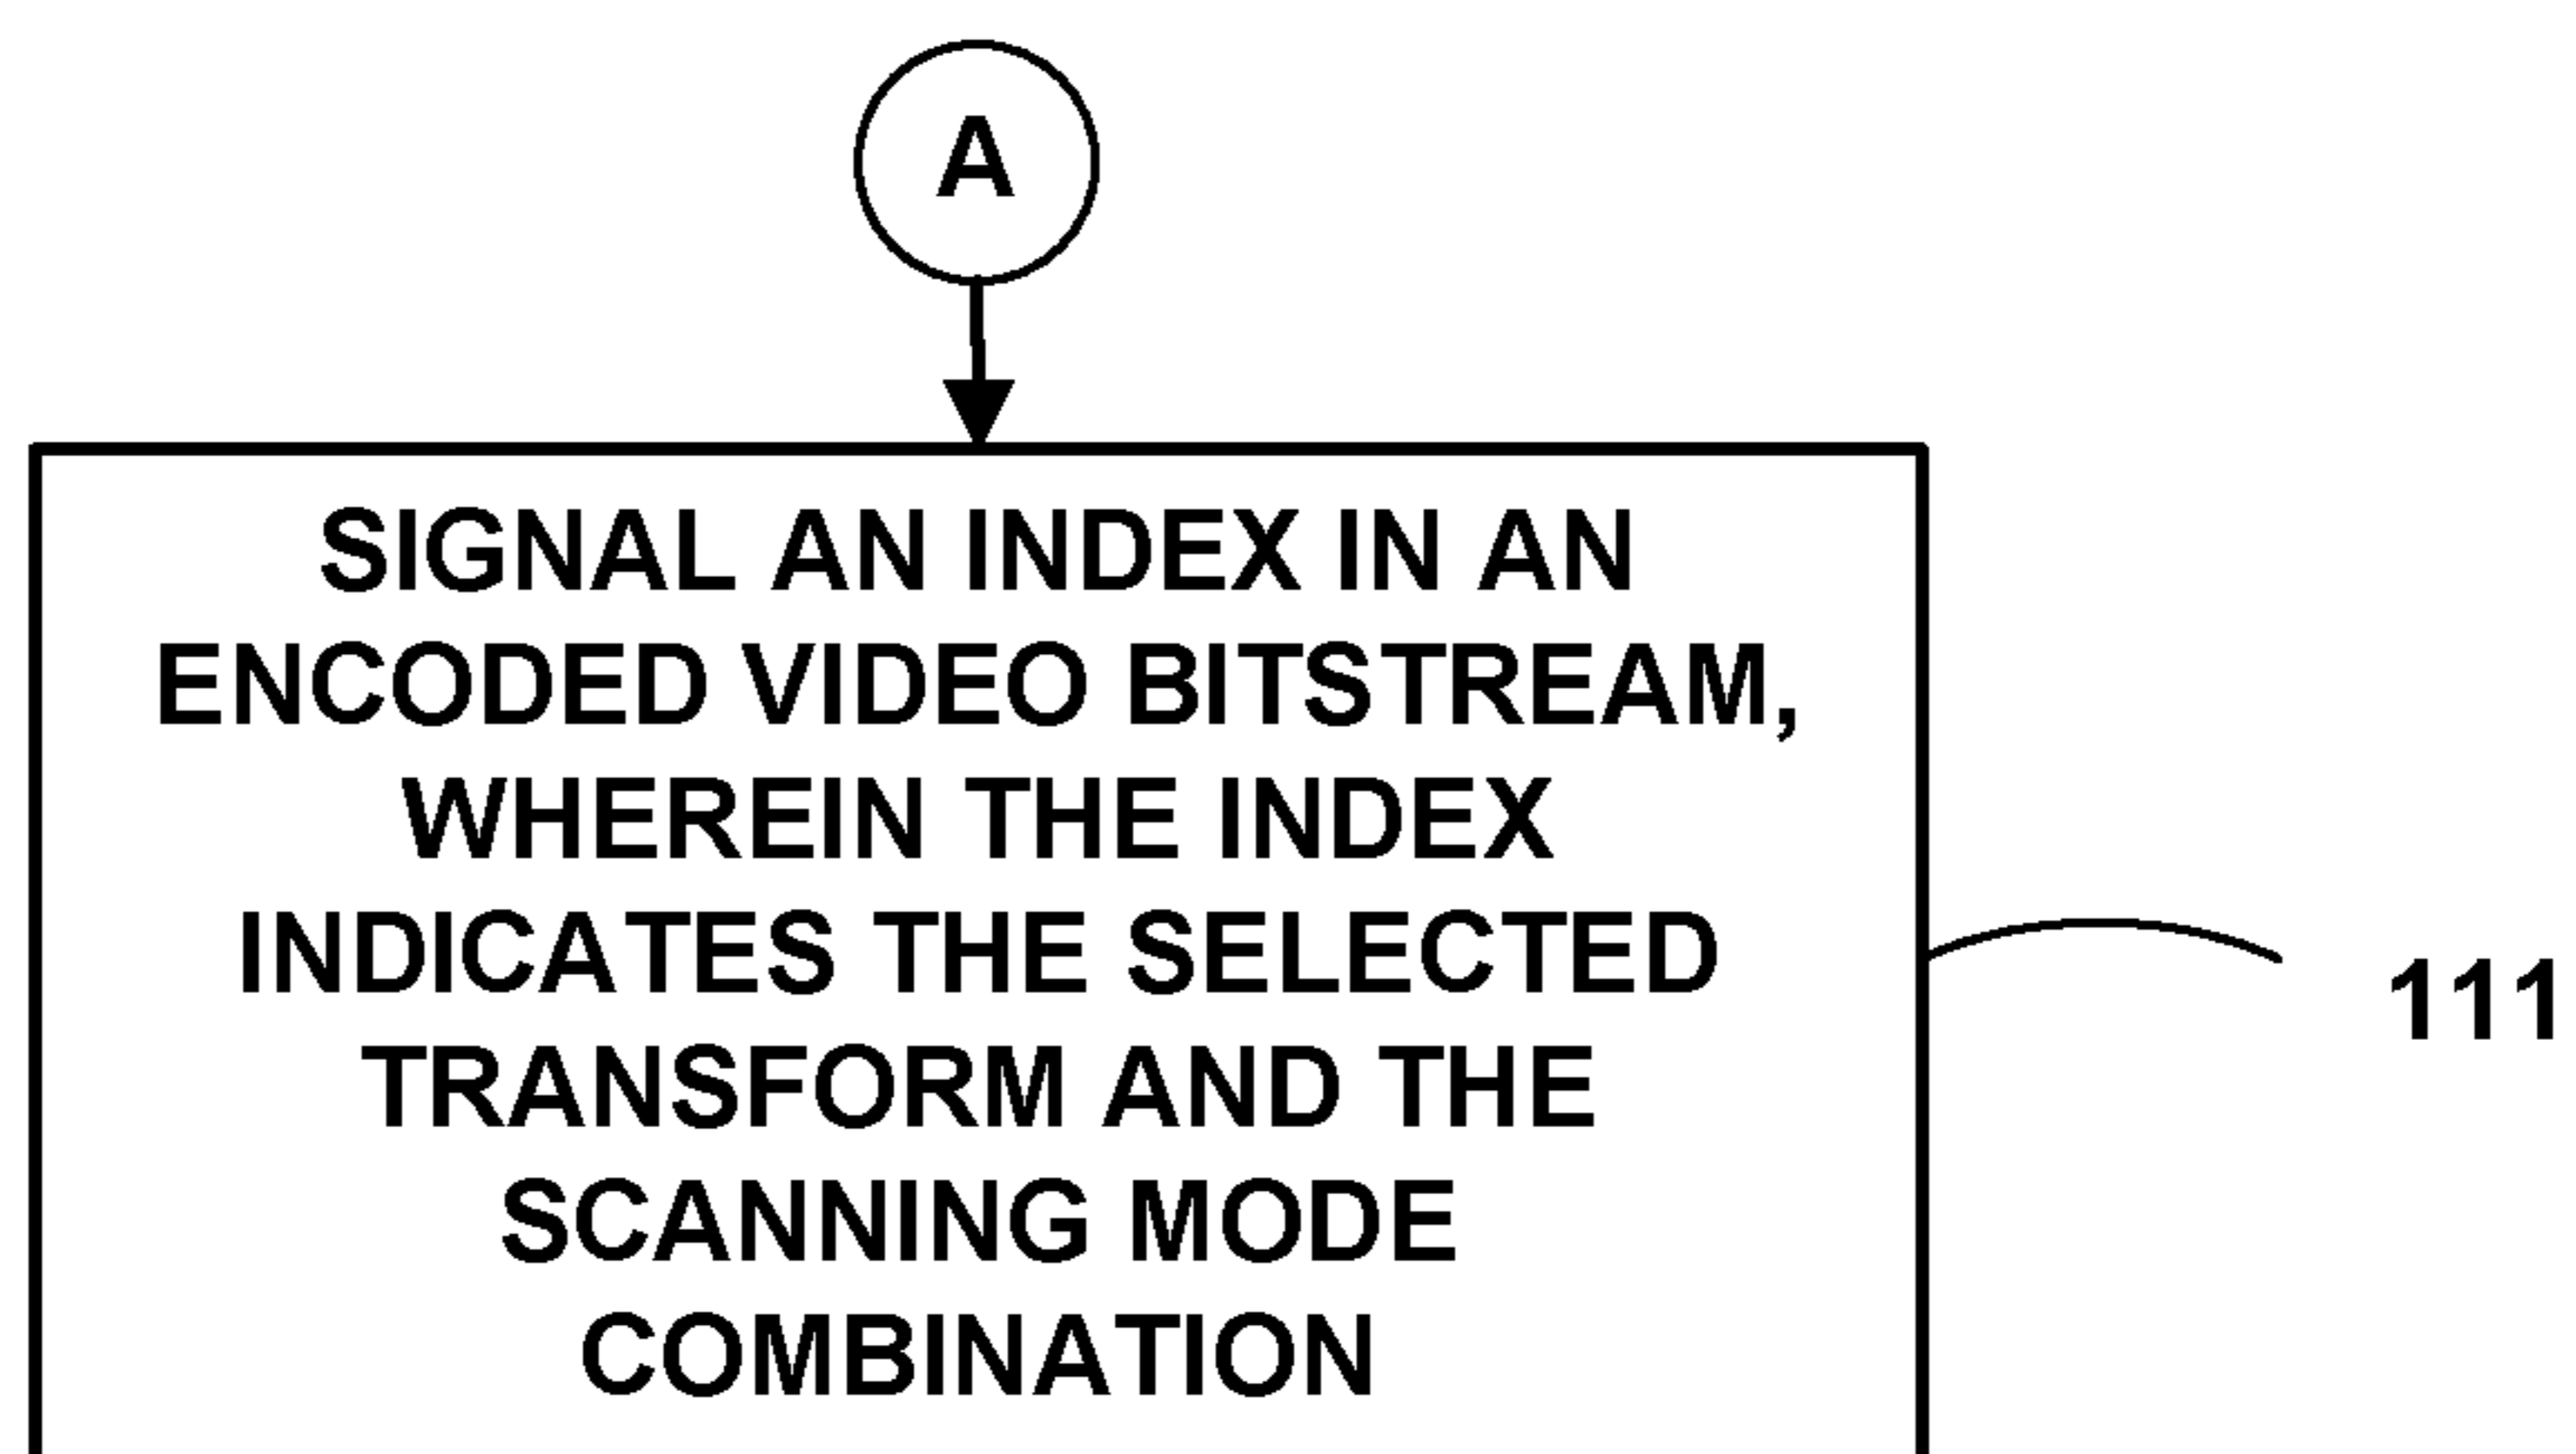 A
SIGNAL AN INDEX IN AN
ENCODED VIDEO BITSTREAM,
WHEREIN THE INDEX
INDICATES THE SELECTED
TRANSFORM AND THE
SCANNING MODE
COMBINATION
111